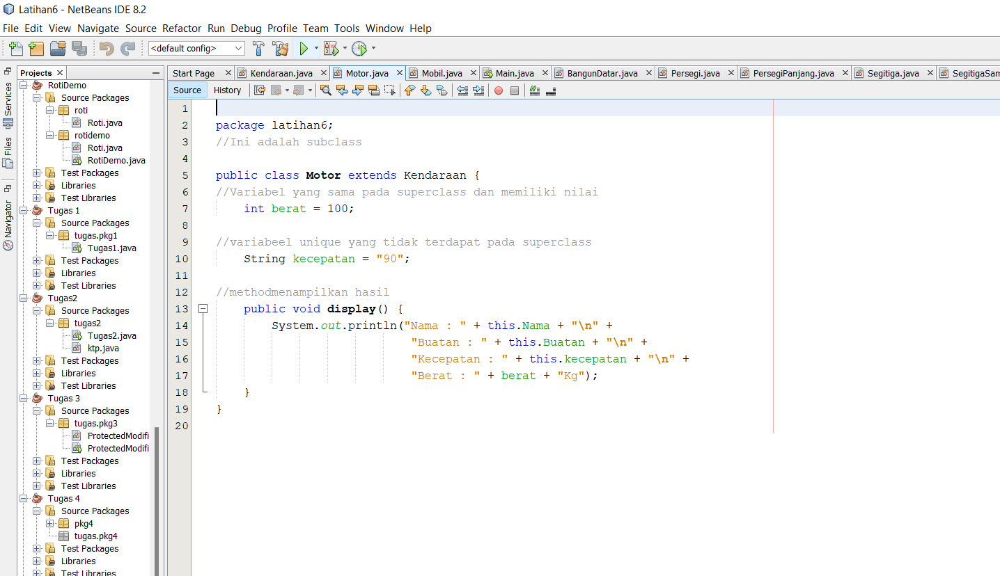 Latihan6 - NetBeans IDE 8.2
File Edit View Navigate Source Refactor Run Debug Profile Team Tools Window Help
<default config>
Services
Files
Navigator
Projects
RotiDemo
Source Packages
roti
Roti.java
rotidemo
Roti.java
RotiDemo.java
Test Packages
Libraries
Test Libraries
Tugas 1
Source Packages
tugas.pkg1
Tugas1.java
Test Packages
Libraries
Test Libraries
Tugas2
Source Packages
tugas2
Tugas2.java
ktp.java
Test Packages
Libraries
Test Libraries
Tugas 3
Source Packages
tugas.pkg3
ProtectedModifi
ProtectedModifi
Test Packages
Libraries
Test Libraries
Tugas 4
Source Packages
pkg4
tugas.pkg4
Test Packages
Libraries
Test Libraries
Start Page Kendaraan.java Motor.java Mobil.java Main.java BangunDatar.java Persegi.java PersegiPanjang.java Segitiga.java SegitigaSam
Source History
1
2 package latihan6;
3 //Ini adalah subclass
4
5 public class Motor extends Kendaraan {
6 //Variabel yang sama pada superclass dan memiliki nilai
7 int berat = 100;
8
9 //variabeel unique yang tidak terdapat pada superclass
10 String kecepatan = "90";
11
12 //methodmenampilkan hasil
13 public void display() {
14 System.out.println("Nama : " + this.Nama + "\n" +
15 "Buatan : " + this.Buatan + "\n" +
16 "Kecepatan : " + this.kecepatan + "\n" +
17 "Berat : " + berat + "Kg");
18 }
19 }
20